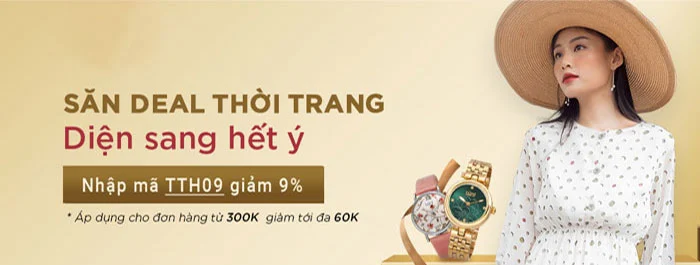 SĂN DEAL THỜI TRANG
Diện sang hết ý
Nhập mã TTH09 giảm 9%
* Áp dụng cho đơn hàng từ 300K giảm tới đa 60K